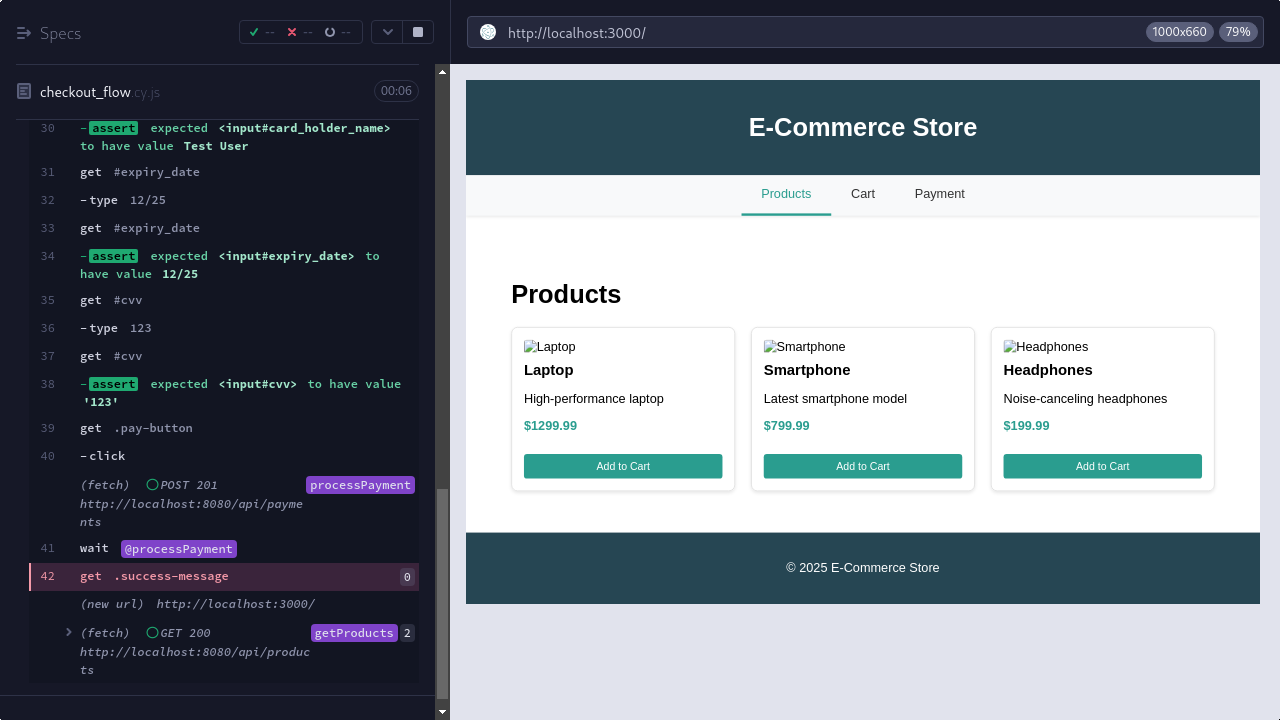 Specs
--
--
--
http://localhost:3000/
1000x660
79%
checkout_flow.cy.js
00:06
30 -assert expected <input#card_holder_name>
to have value Test User
31 get #expiry_date
32 -type 12/25
33 get #expiry_date
34 -assert expected <input#expiry_date> to
have value 12/25
35 get #cvv
36 -type 123
37 get #cvv
38 -assert expected <input#cvv> to have value
'123'
39 get .pay-button
40 -click
(fetch) POST 201 processPayment
http://localhost:8080/api/payme
nts
41 wait @processPayment
42 get .success-message 0
(new url) http://localhost:3000/
(fetch) GET 200 getProducts 2
http://localhost:8080/api/produc
ts
E-Commerce Store
Products Cart Payment
Products
Laptop
Laptop
High-performance laptop
$1299.99
Add to Cart
Smartphone
Smartphone
Latest smartphone model
$799.99
Add to Cart
Headphones
Headphones
Noise-canceling headphones
$199.99
Add to Cart
© 2025 E-Commerce Store